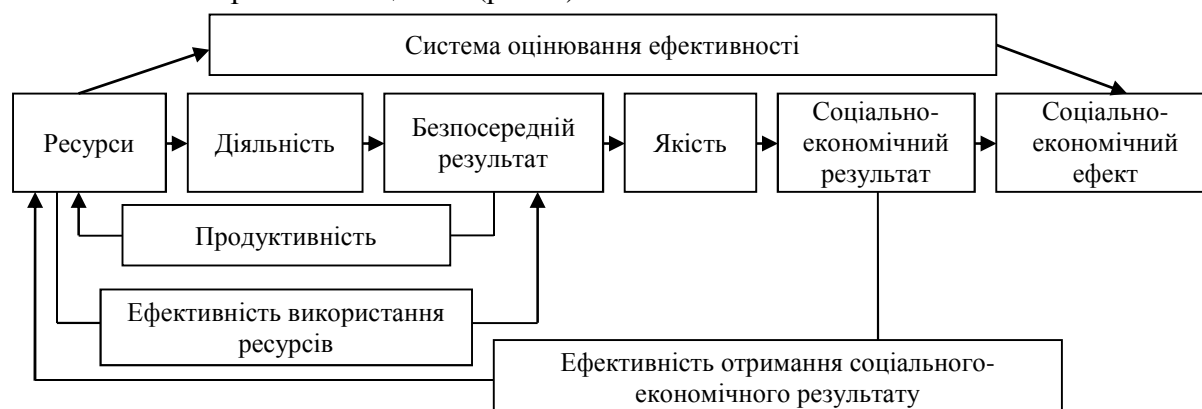 Система оцінювання ефективності
Ресурси
Діяльність
Безпосередній
результат
Якість
Соціально-
економічний
результат
Соціально-
економічний
ефект
Продуктивність
Ефективність використання
ресурсів
Ефективність отримання соціального-
економічного результату